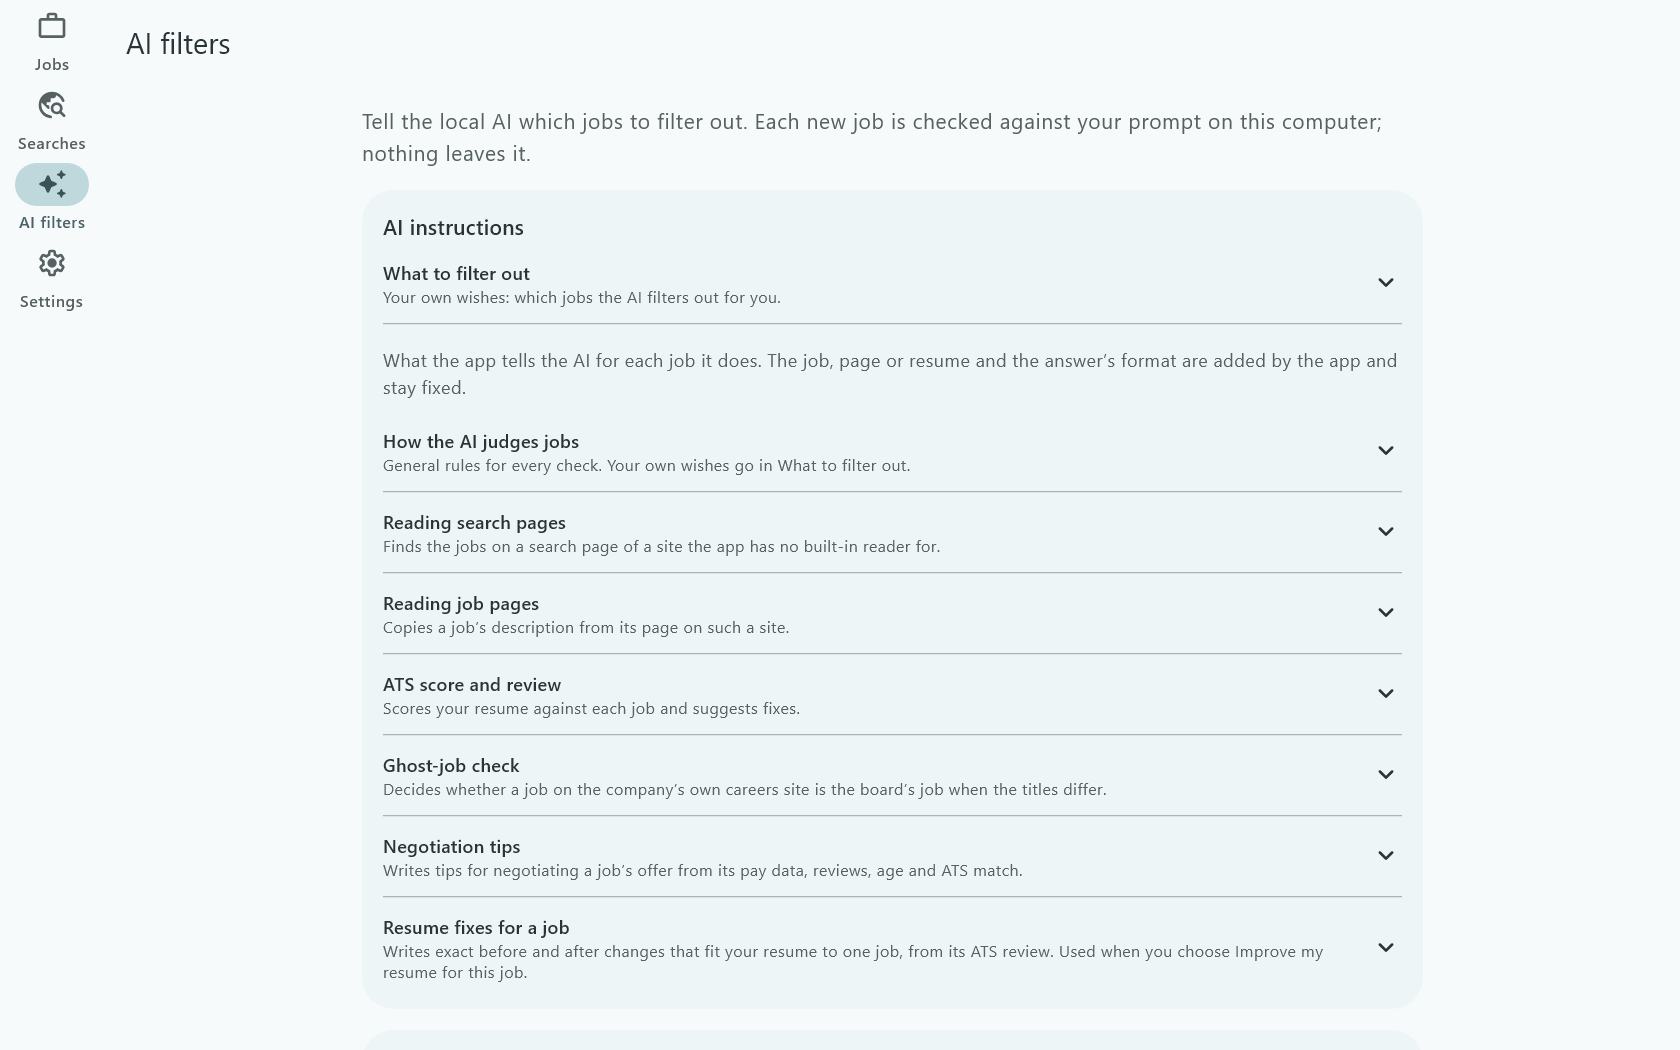 Jobs
Searches
AI filters
Settings
AI filters
Tell the local AI which jobs to filter out. Each new job is checked against your prompt on this computer;
nothing leaves it.
AI instructions
What to filter out
Your own wishes: which jobs the AI filters out for you.
What the app tells the AI for each job it does. The job, page or resume and the answer’s format are added by the app and
stay fixed.
How the AI judges jobs
General rules for every check. Your own wishes go in What to filter out.
Reading search pages
Finds the jobs on a search page of a site the app has no built-in reader for.
Reading job pages
Copies a job’s description from its page on such a site.
ATS score and review
Scores your resume against each job and suggests fixes.
Ghost-job check
Decides whether a job on the company’s own careers site is the board’s job when the titles differ.
Negotiation tips
Writes tips for negotiating a job’s offer from its pay data, reviews, age and ATS match.
Resume fixes for a job
Writes exact before and after changes that fit your resume to one job, from its ATS review. Used when you choose Improve my
resume for this job.